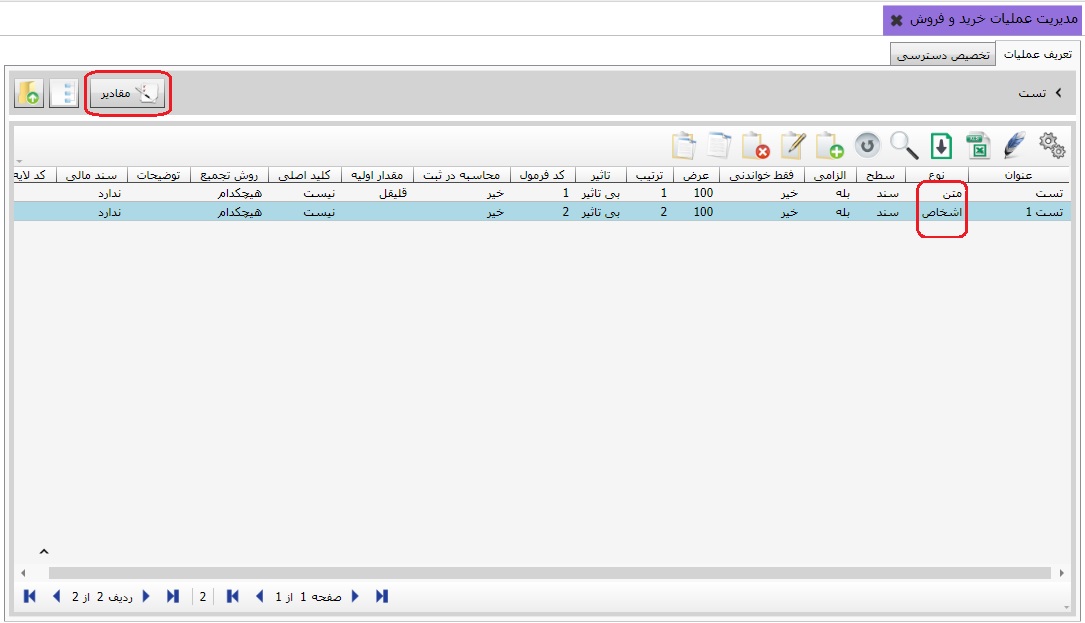 مدیریت عملیات خرید و فروش
تعریف عملیات تخصیص دسترسی
تست مقادیر
عنوان نوع سطح الزامی فقط خواندنی عرض ترتیب تاثیر کد فرمول محاسبه در ثبت مقدار اولیه کلید اصلی روش تجمیع توضیحات سند مالی کد لایه
تست متن سند بله خیر 100 1 بی تاثیر 1 خیر قلیقل نیست هیچکدام ندارد
تست 1 اشخاص سند بله خیر 100 2 بی تاثیر 2 خیر نیست هیچکدام ندارد
صفحه 1 از 1 2 ردیف 2 از 2